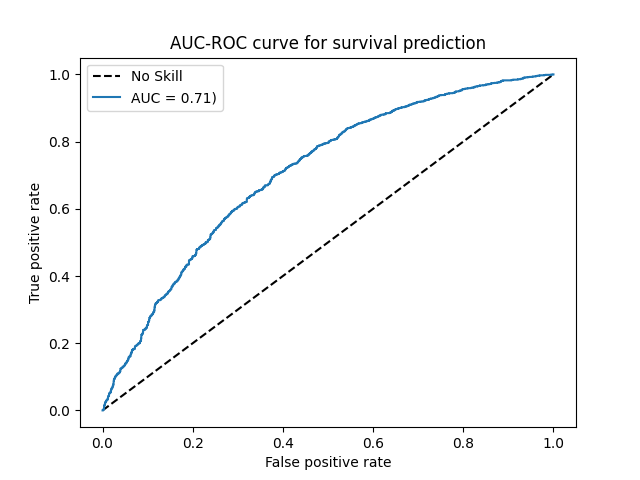 AUC-ROC curve for survival prediction
No Skill
AUC = 0.71)
1.0
0.8
0.6
0.4
0.2
0.0
True positive rate
0.0 0.2 0.4 0.6 0.8 1.0
False positive rate